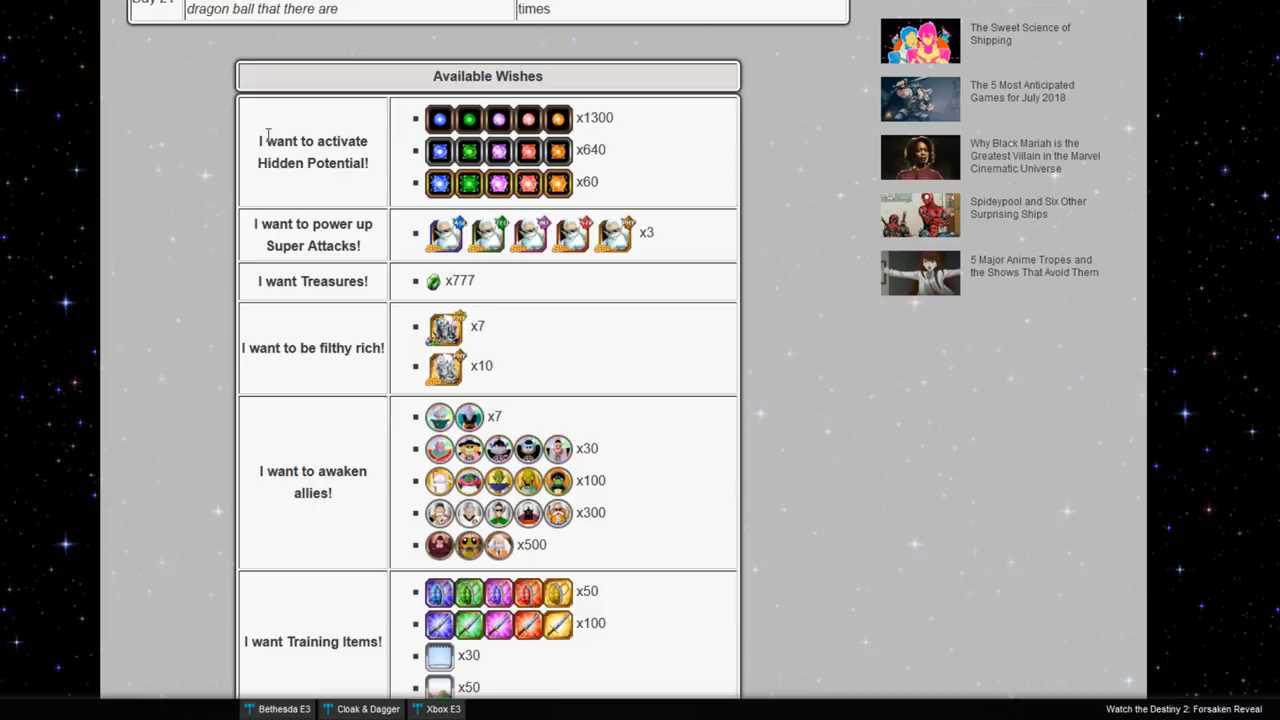 dragon ball that there are
times
Available Wishes
I want to activate
Hidden Potential!
x1300
x640
x60
I want to power up
Super Attacks!
x3
I want Treasures!
x777
I want to be filthy rich!
x7
x10
I want to awaken
allies!
x7
x30
x100
x300
x500
I want Training Items!
x50
x100
x30
x50
The Sweet Science of
Shipping
The 5 Most Anticipated
Games for July 2018
Why Black Mariah is the
Greatest Villain in the Marvel
Cinematic Universe
Spideypool and Six Other
Surprising Ships
5 Major Anime Tropes and
the Shows That Avoid Them
Bethesda E3
Cloak & Dagger
Xbox E3
Watch the Destiny 2: Forsaken Reveal